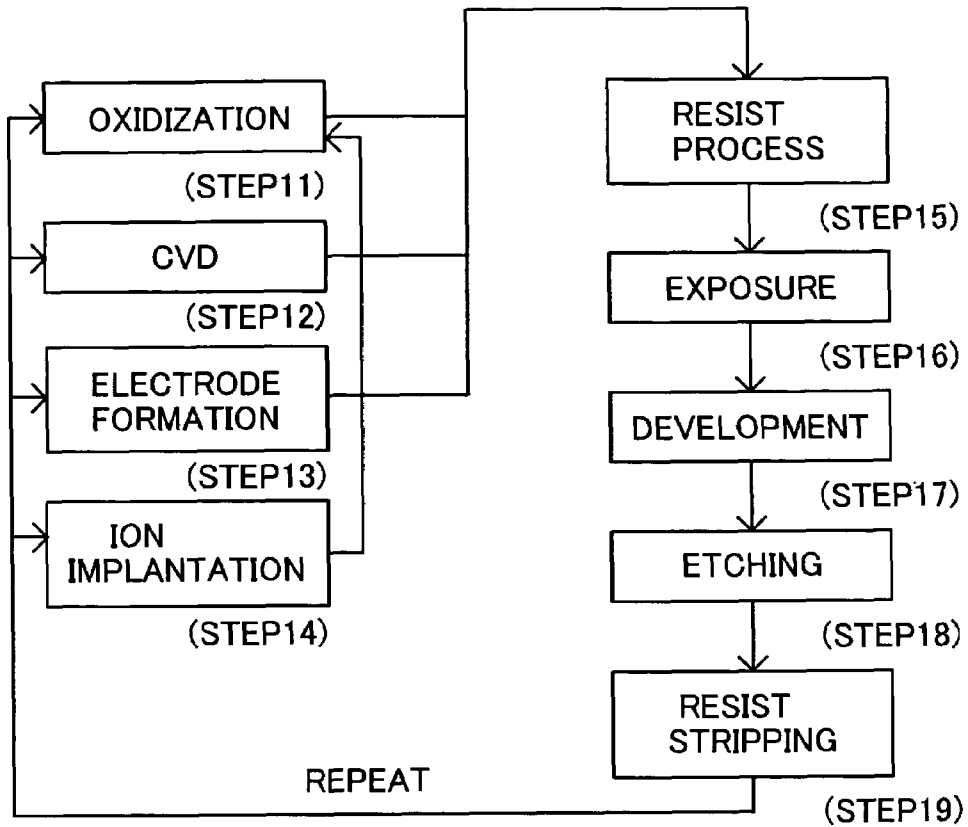 OXIDIZATION
(STEP11)
CVD
(STEP12)
ELECTRODE
FORMATION
(STEP13)
ION
IMPLANTATION
(STEP14)
RESIST
PROCESS
(STEP15)
EXPOSURE
(STEP16)
DEVELOPMENT
(STEP17)
ETCHING
(STEP18)
RESIST
STRIPPING
(STEP19)
REPEAT